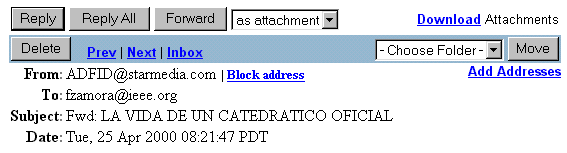 Reply Reply All Forward as attachment Download Attachments
Delete Prev | Next | Inbox - Choose Folder - Move
From: ADFID@starmedia.com | Block address Add Addresses
To: fzamora@ieee.org
Subject: Fwd: LA VIDA DE UN CATEDRATICO OFICIAL
Date: Tue, 25 Apr 2000 08:21:47 PDT